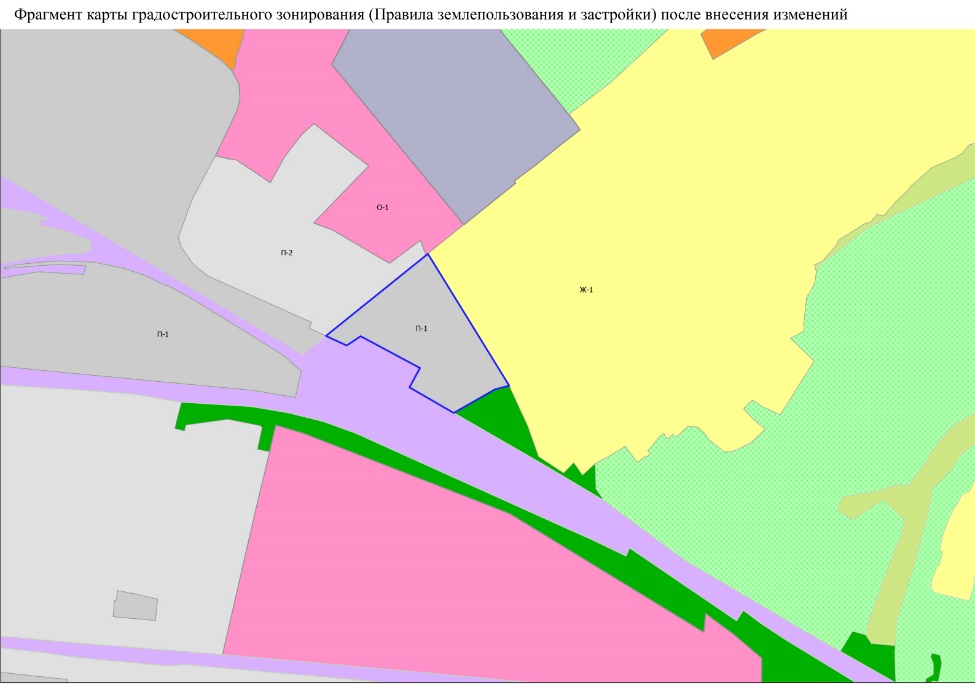 Фрагмент карты градостроительного зонирования (Правила землепользования и застройки) после внесения изменений
О-1
П-2
Ж-1
П-1
П-1